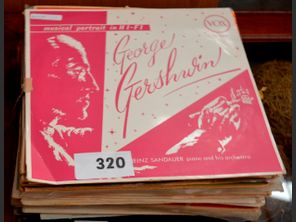 musical portrait in HI-FI
VOX
George
Gershwin
HEINZ SANDAUER piano and his orchestra
320